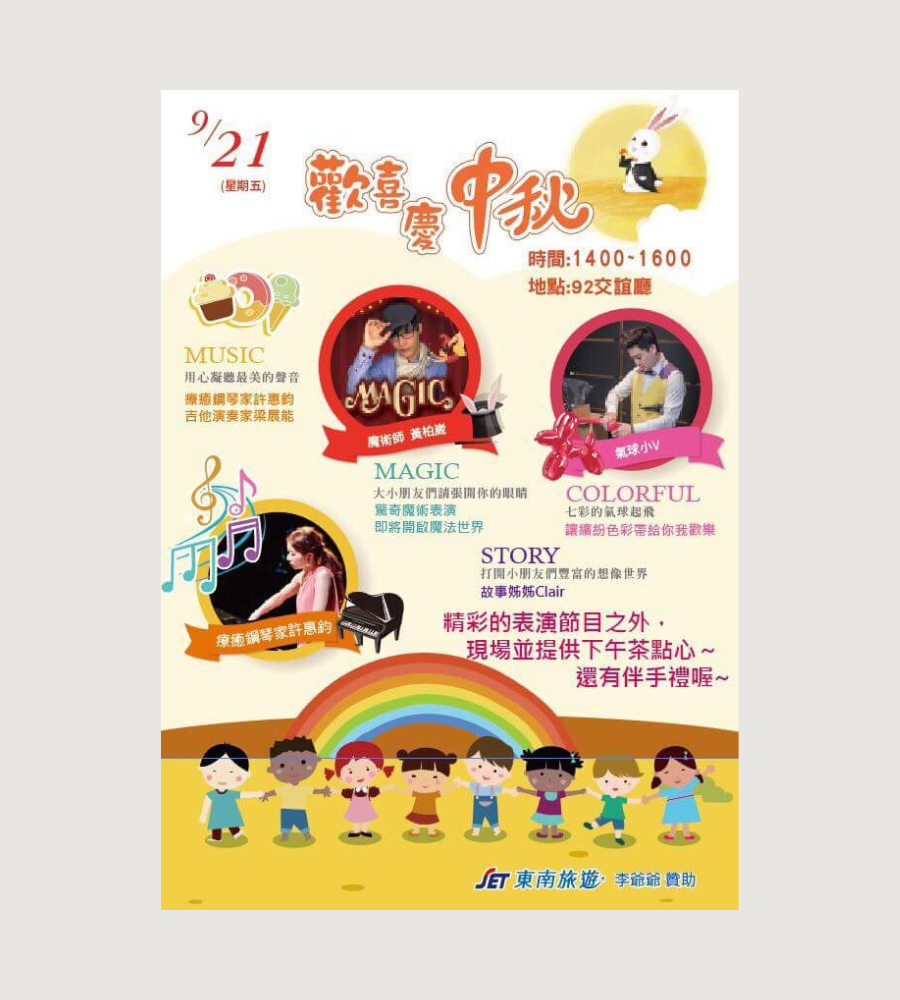 9/21
(星期五)
歡喜慶中秋
時間:1400~1600
地點:92交誼廳
MUSIC
用心凝聽最美的聲音
療癒鋼琴家許惠鈞
吉他演奏家梁展能
MAGIC
魔術師 黃柏崴
氣球小V
MAGIC
大小朋友們請張開你的眼睛
驚奇魔術表演
即將開啟魔法世界
COLORFUL
七彩的氣球起飛
讓繽紛色彩帶給你我歡樂
STORY
打開小朋友們豐富的想像世界
故事姊姊Clair
療癒鋼琴家許惠鈞
精彩的表演節目之外，
現場並提供下午茶點心~
還有伴手禮喔~
SET 東南旅遊 李爺爺 贊助